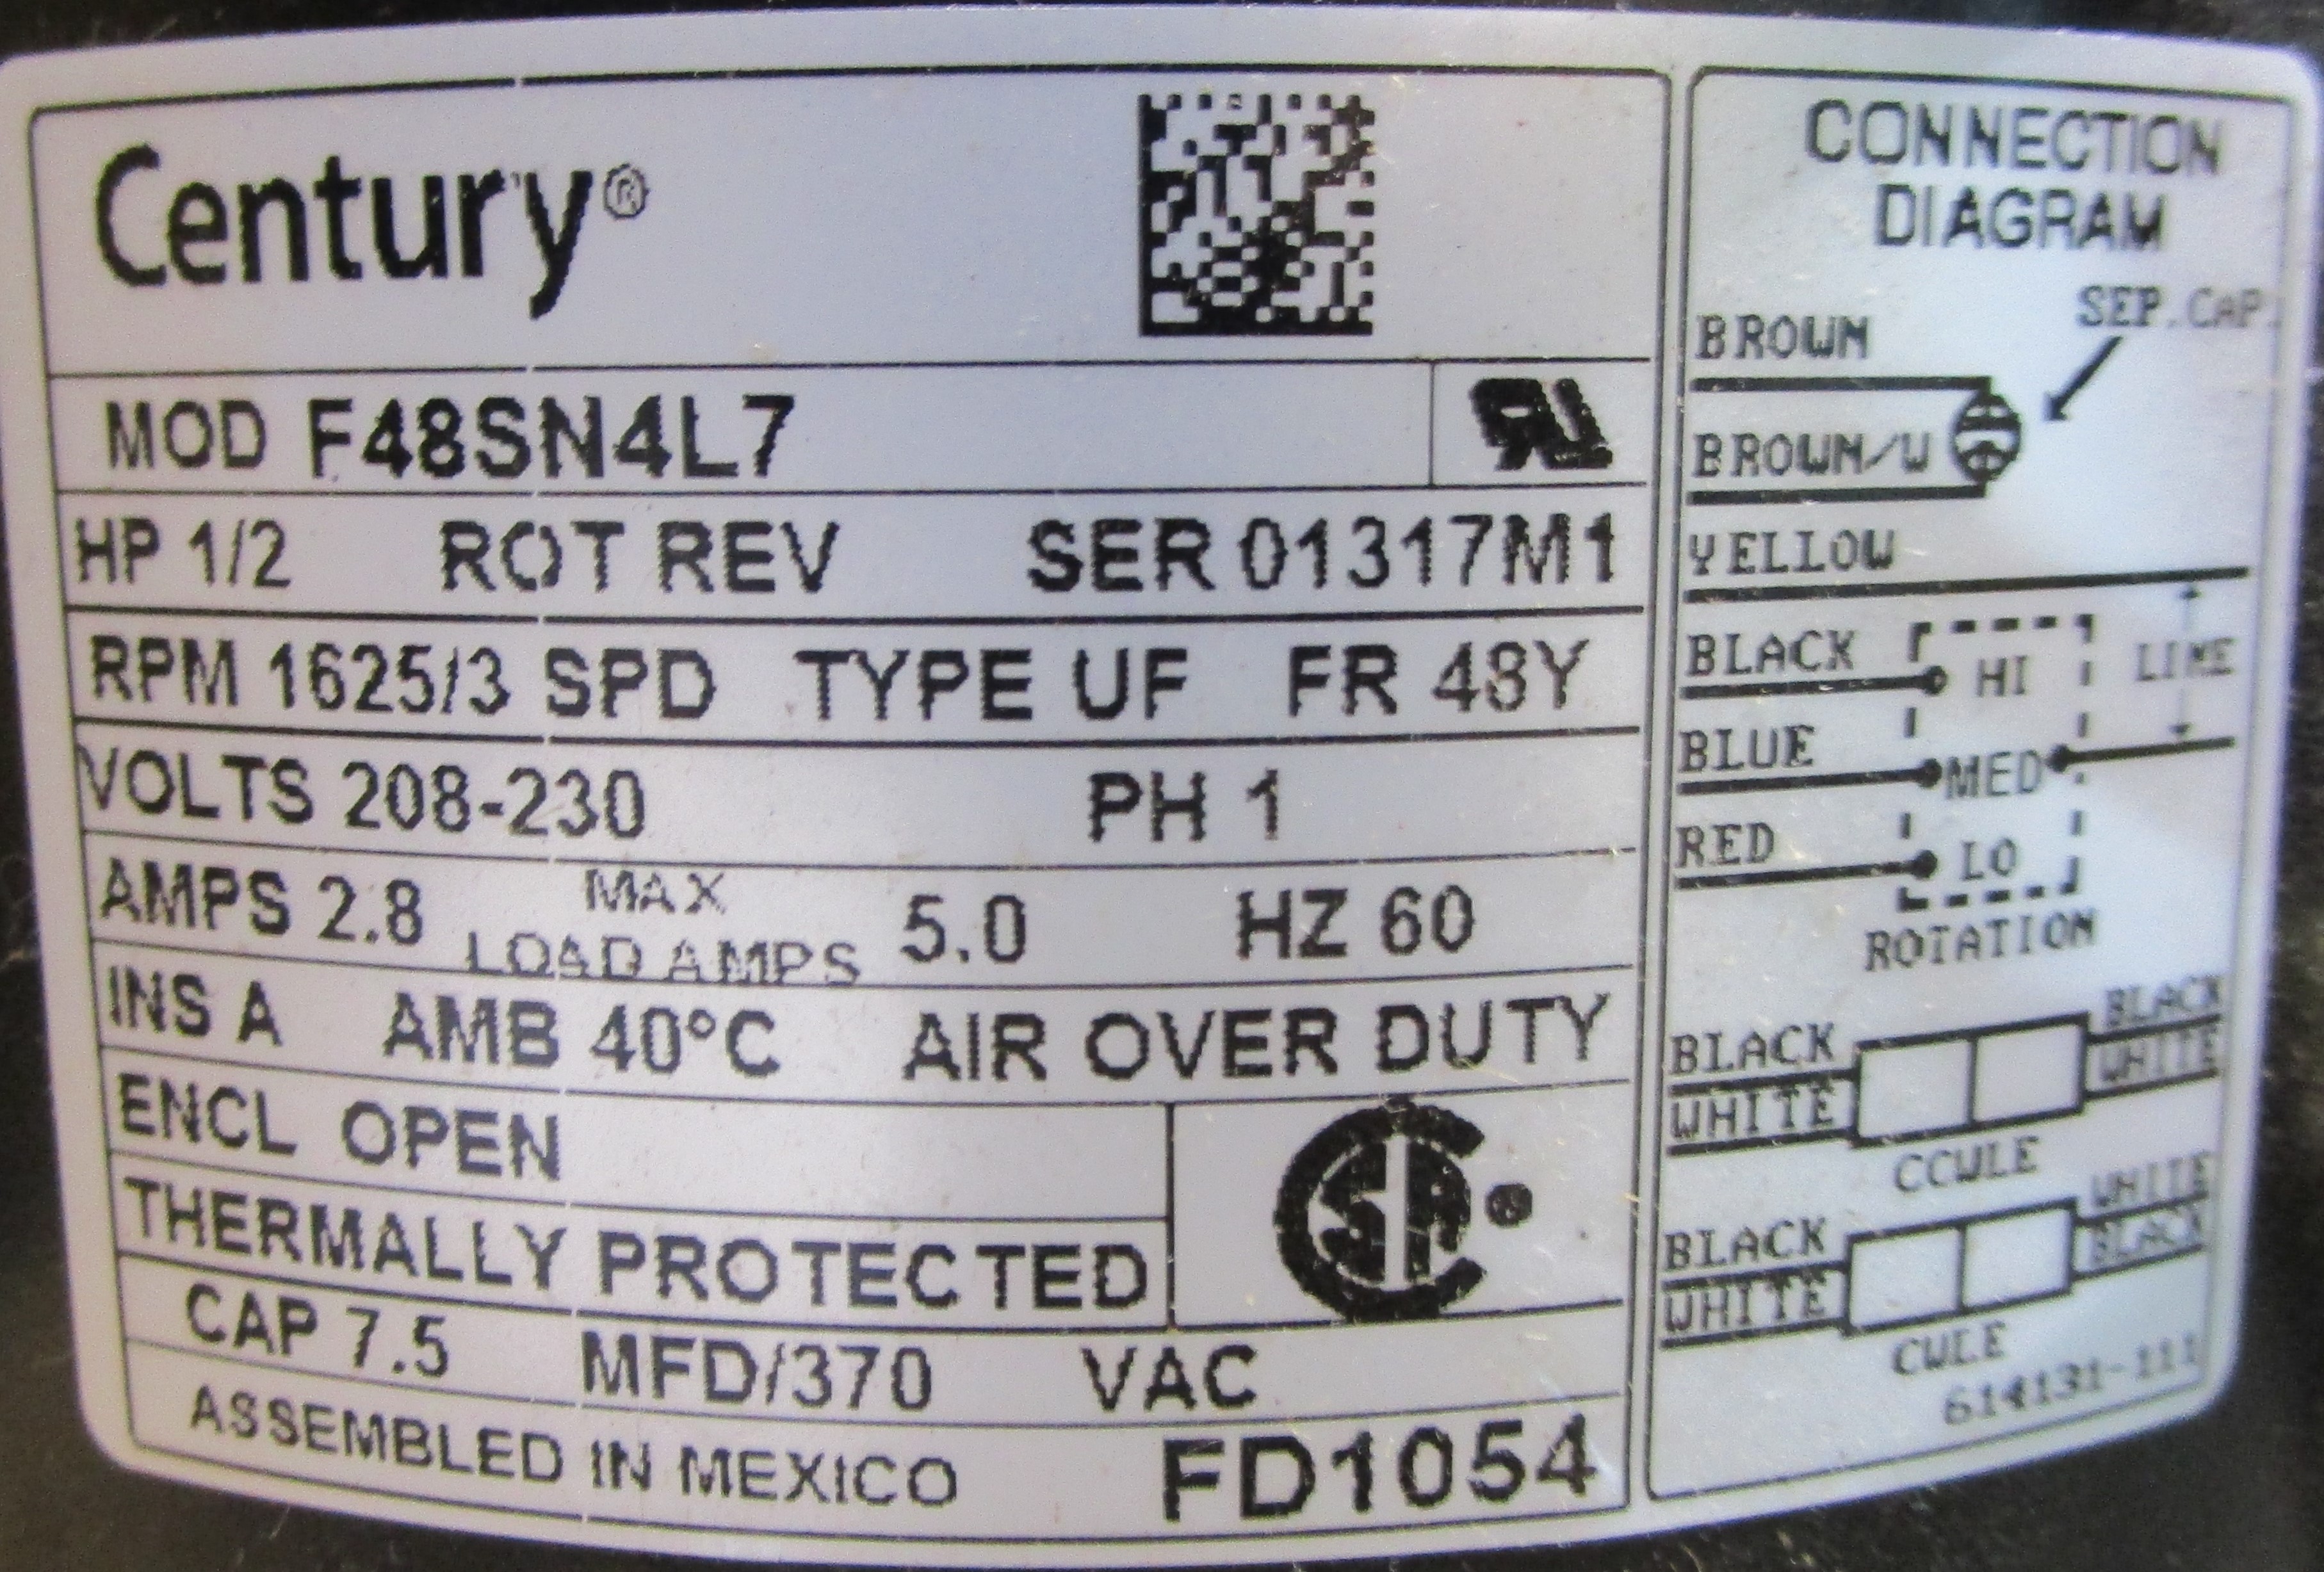 Century®
MOD F48SN4L7
HP 1/2 ROT REV SER 01317M1
RPM 1625/3 SPD TYPE UF FR 48Y
VOLTS 208-230 PH 1
AMPS 2.8 MAX LOAD AMPS 5.0 HZ 60
INS A AMB 40°C AIR OVER DUTY
ENCL OPEN
THERMALLY PROTECTED
CAP 7.5 MFD/370 VAC
ASSEMBLED IN MEXICO FD1054
CONNECTION
DIAGRAM
SEP.CAP.
BROWN
BROWN/W
YELLOW
BLACK HI LINE
BLUE MED
RED LO
ROTATION
BLACK BLACK
WHITE WHITE
CCWLE
BLACK WHITE
WHITE BLACK
CWLE
614131-111